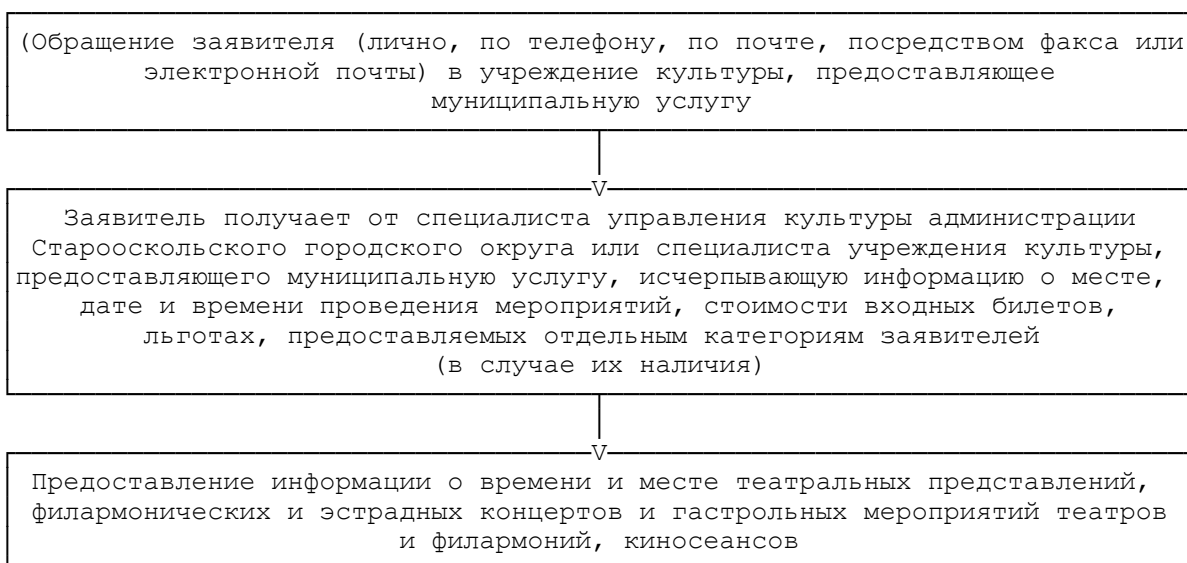 (Обращение заявителя (лично, по телефону, по почте, посредством факса или
электронной почты) в учреждение культуры, предоставляющее
муниципальную услугу
V
Заявитель получает от специалиста управления культуры администрации
Старооскольского городского округа или специалиста учреждения культуры,
предоставляющего муниципальную услугу, исчерпывающую информацию о месте,
дате и времени проведения мероприятий, стоимости входных билетов,
льготах, предоставляемых отдельным категориям заявителей
(в случае их наличия)
V
Предоставление информации о времени и месте театральных представлений,
филармонических и эстрадных концертов и гастрольных мероприятий театров
и филармоний, киносеансов